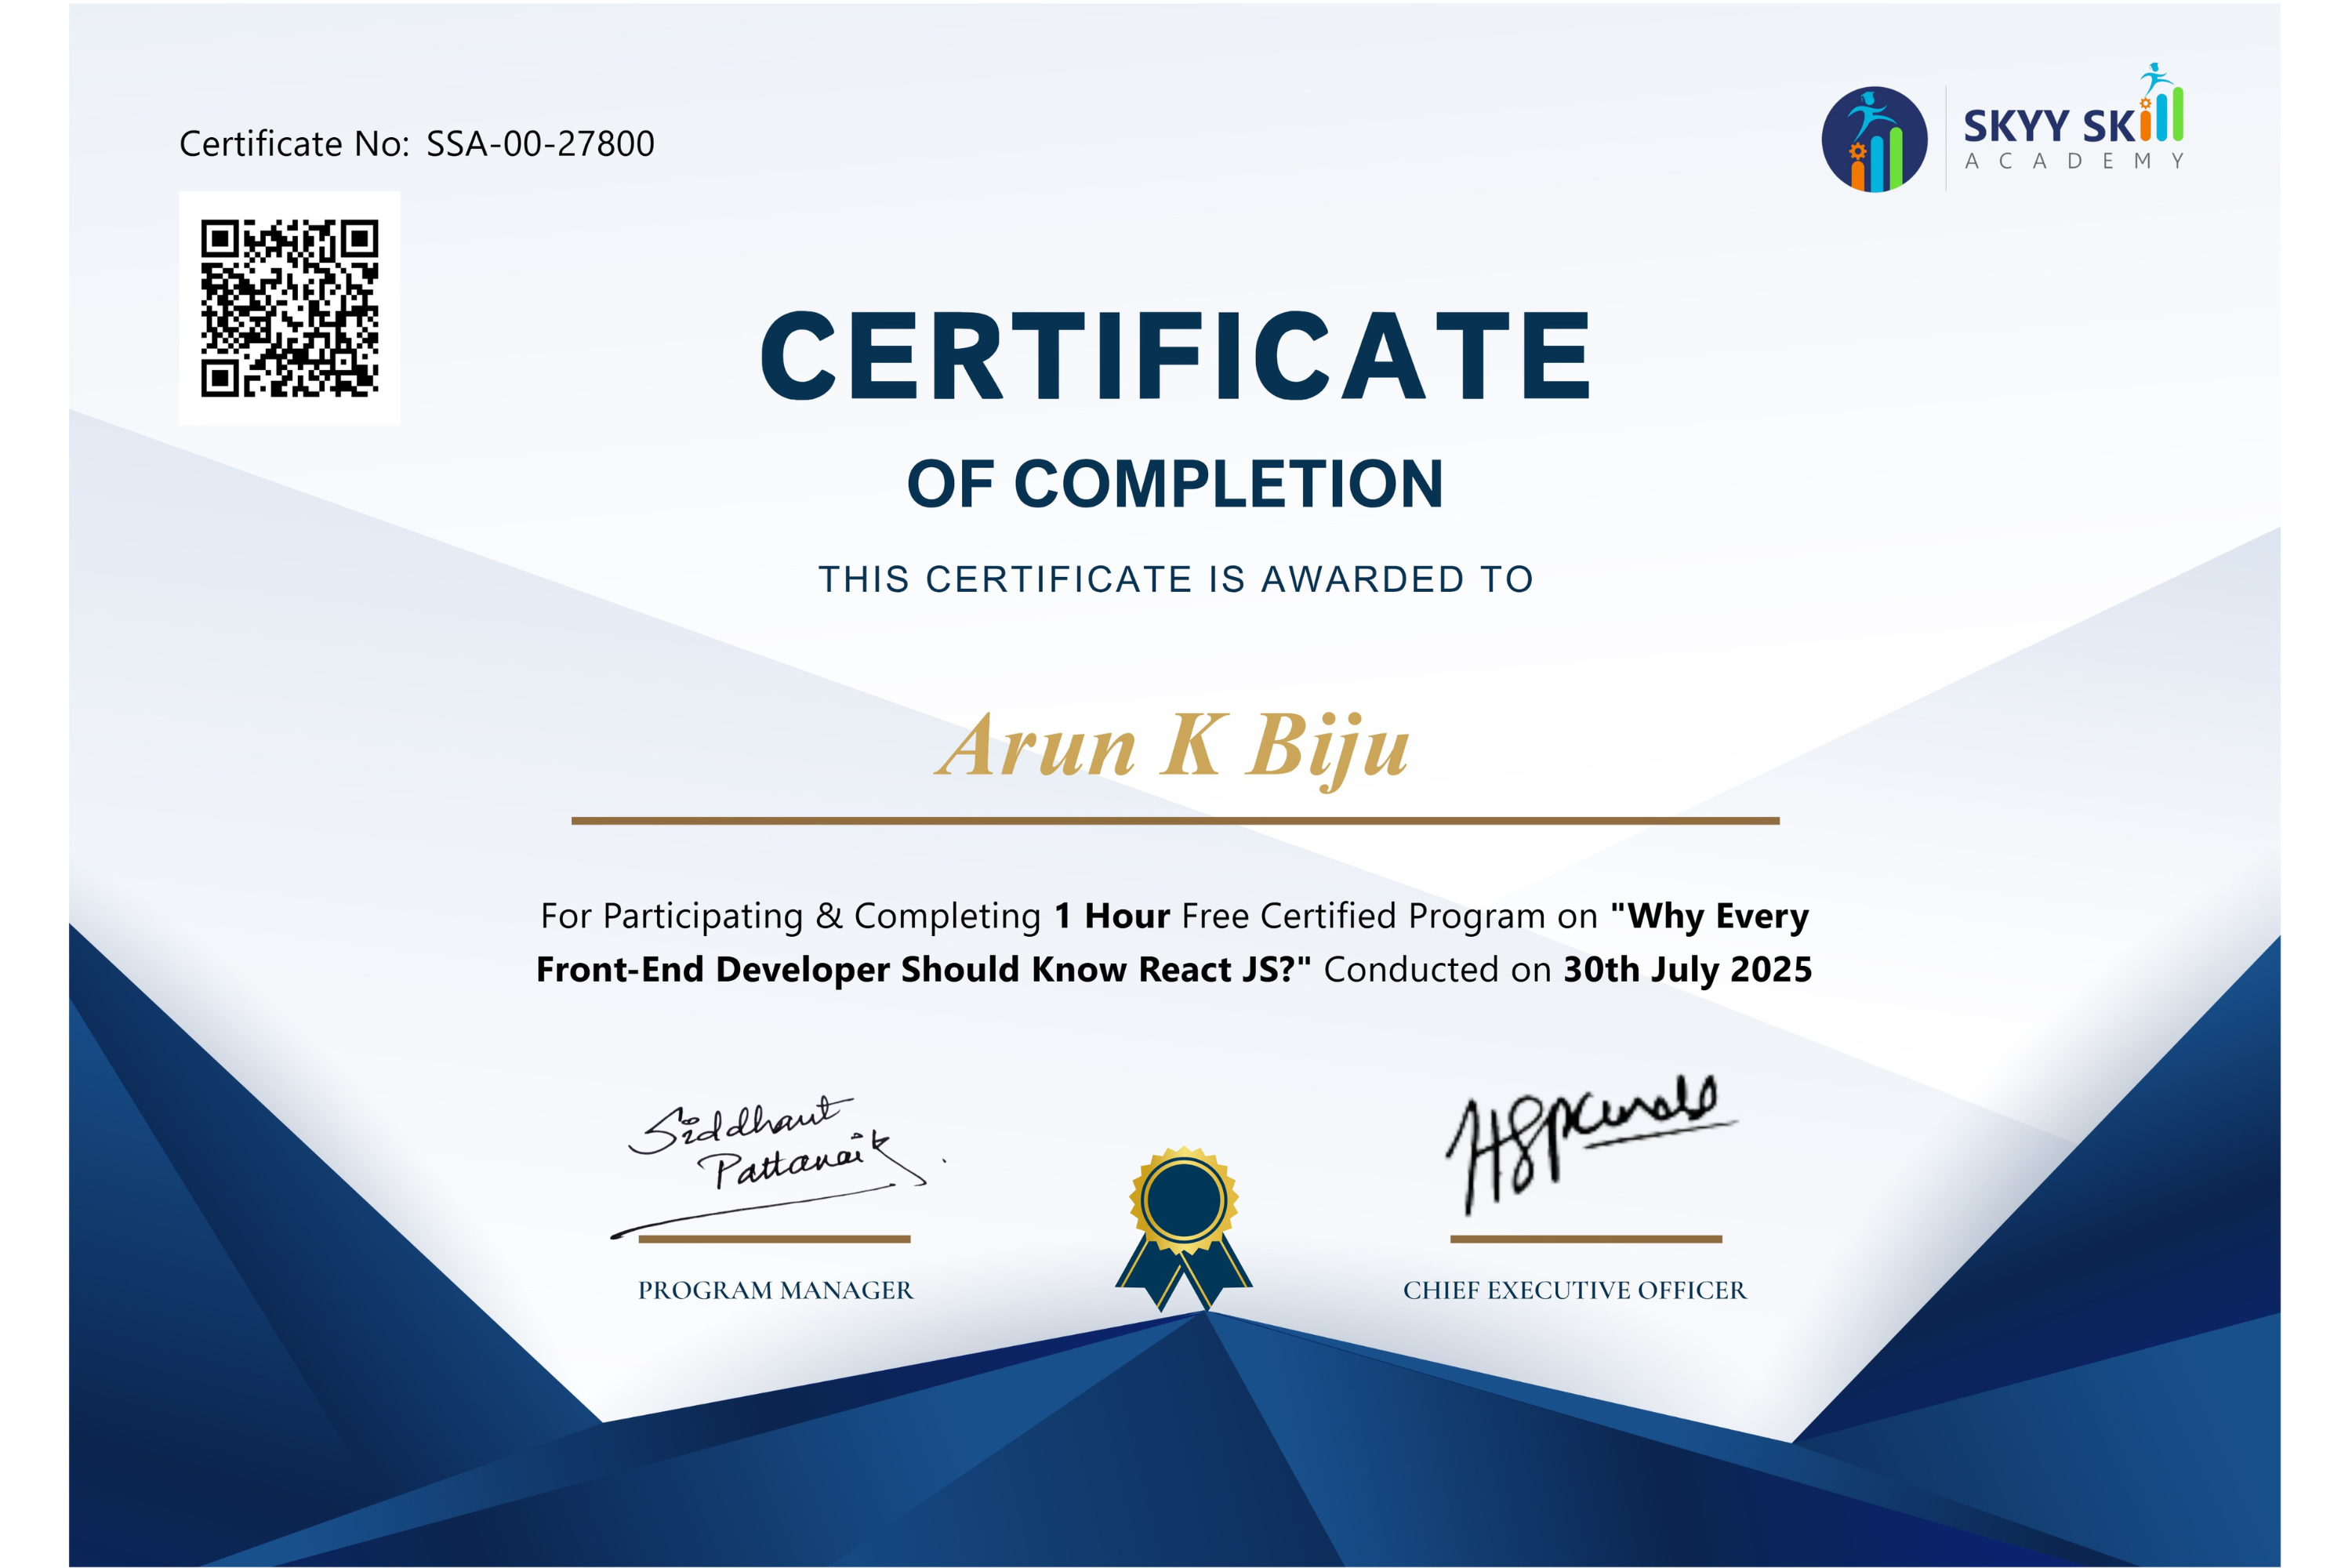 Certificate No: SSA-00-27800
SKYY SKill
ACADEMY
CERTIFICATE
OF COMPLETION
THIS CERTIFICATE IS AWARDED TO
Arun K Biju
For Participating & Completing 1 Hour Free Certified Program on "Why Every
Front-End Developer Should Know React JS?" Conducted on 30th July 2025
Siddhant
Pattanaik
PROGRAM MANAGER
CHIEF EXECUTIVE OFFICER